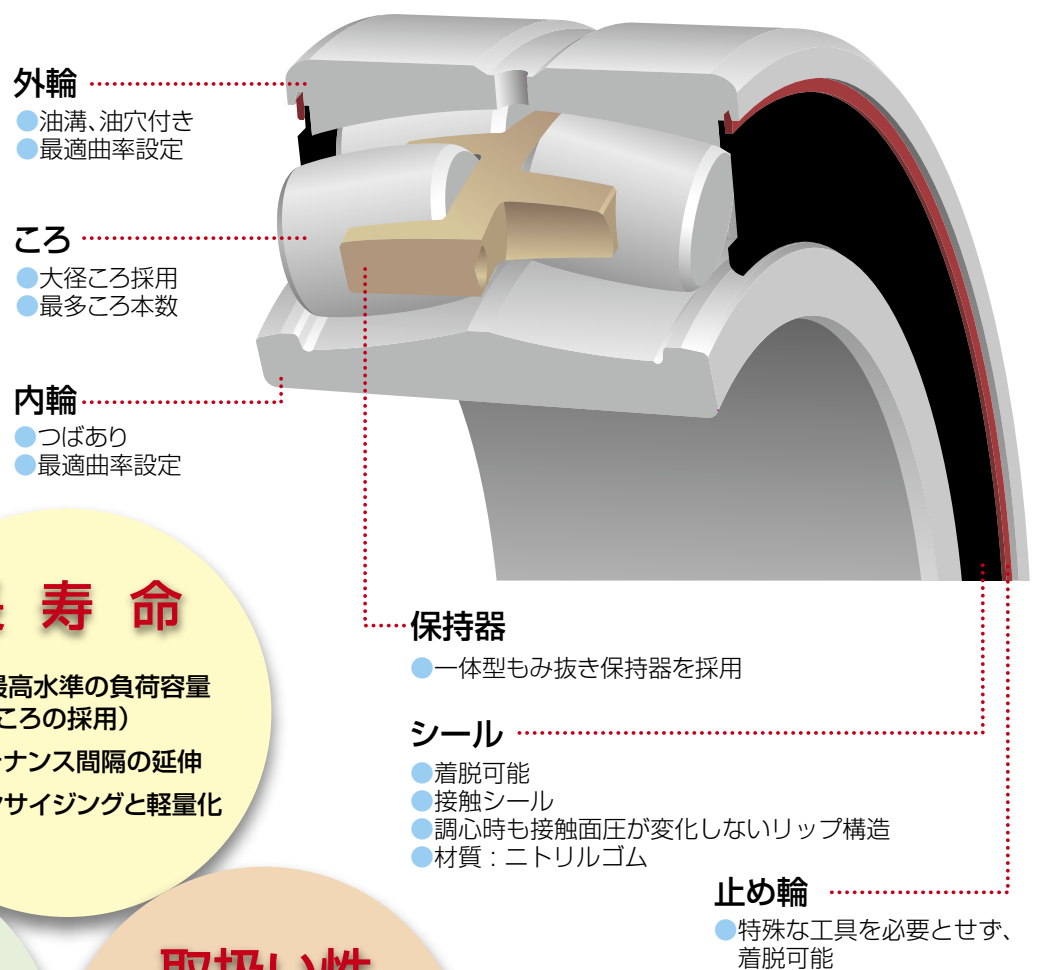 外輪
●油溝、油穴付き
●最適曲率設定
ころ
●大径ころ採用
●最多ころ本数
内輪
●つばあり
●最適曲率設定
寿 命
最高水準の負荷容量
ころの採用）
ナンス間隔の延伸
サイジングと軽量化
保持器
●一体型もみ抜き保持器を採用
シール
●着脱可能
●接触シール
●調心時も接触面圧が変化しないリップ構造
●材質：ニトリルゴム
止め輪
●特殊な工具を必要とせず、
着脱可能
取扱い性